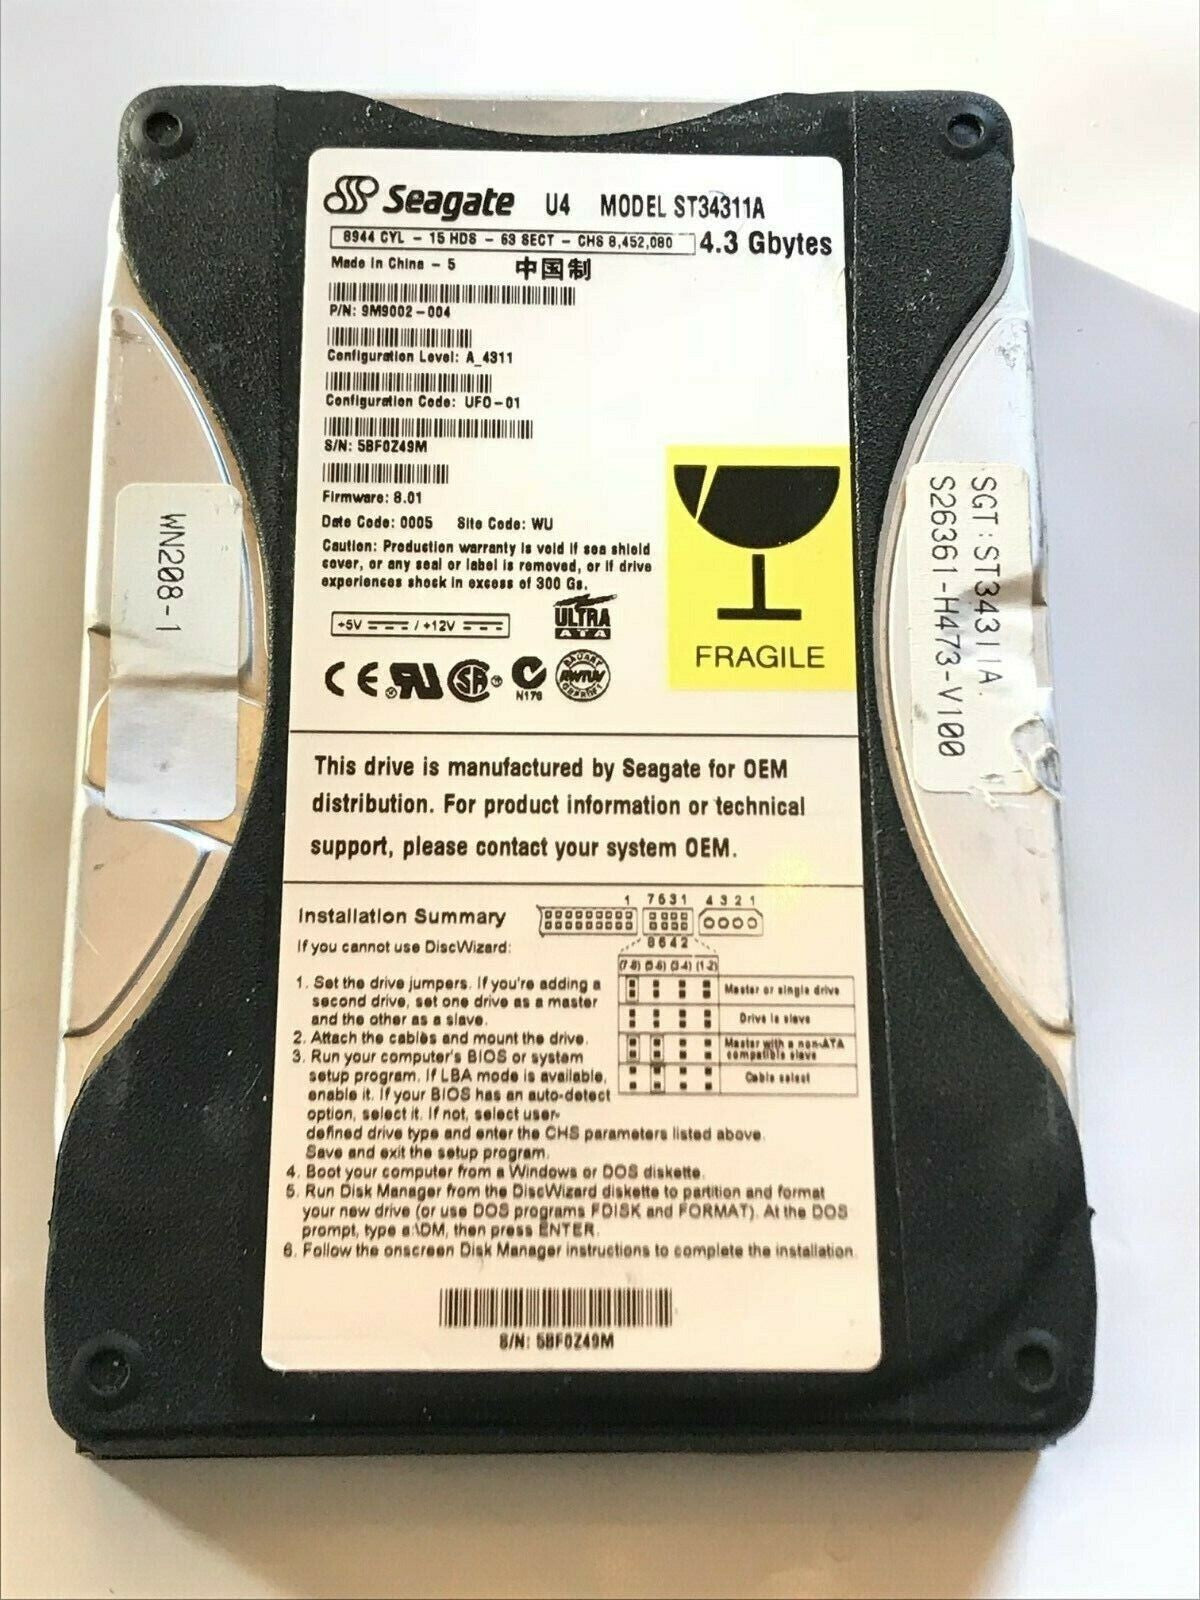 Seagate U4 MODEL ST34311A
8944 CYL - 15 HDS - 63 SECT - CHS 8,452,080 4.3 Gbytes
Made in China - 5 中国制
P/N: 9M9002-004
Configuration Level: A_4311
Configuration Code: UFO-01
S/N: 5BF0Z49M
Firmware: 8.01
Date Code: 0005 Site Code: WU
Caution: Production warranty is void if sea shield
cover, or any seal or label is removed, or if drive
experiences shock in excess of 300 Gs.
+5V / +12V
ULTRA
ATA
CE
N176
FRAGILE
WN208-1
SGT:ST34311A.
S26361-H473-V100
This drive is manufactured by Seagate for OEM
distribution. For product information or technical
support, please contact your system OEM.
Installation Summary
If you cannot use DiscWizard:
1 7531 4321
8642
(7-8) (5-6) (3-4) (1-2)
Master or single drive
Drive is slave
Master with a non-ATA
compatible slave
Cable select
1. Set the drive jumpers. If you're adding a
second drive, set one drive as a master
and the other as a slave.
2. Attach the cables and mount the drive.
3. Run your computer's BIOS or system
setup program. If LBA mode is available,
enable it. If your BIOS has an auto-detect
option, select it. If not, select user-
defined drive type and enter the CHS parameters listed above.
Save and exit the setup program.
4. Boot your computer from a Windows or DOS diskette.
5. Run Disk Manager from the DiscWizard diskette to partition and format
your new drive (or use DOS programs FDISK and FORMAT). At the DOS
prompt, type a:\DM, then press ENTER.
6. Follow the onscreen Disk Manager instructions to complete the installation.
S/N: 5BF0Z49M